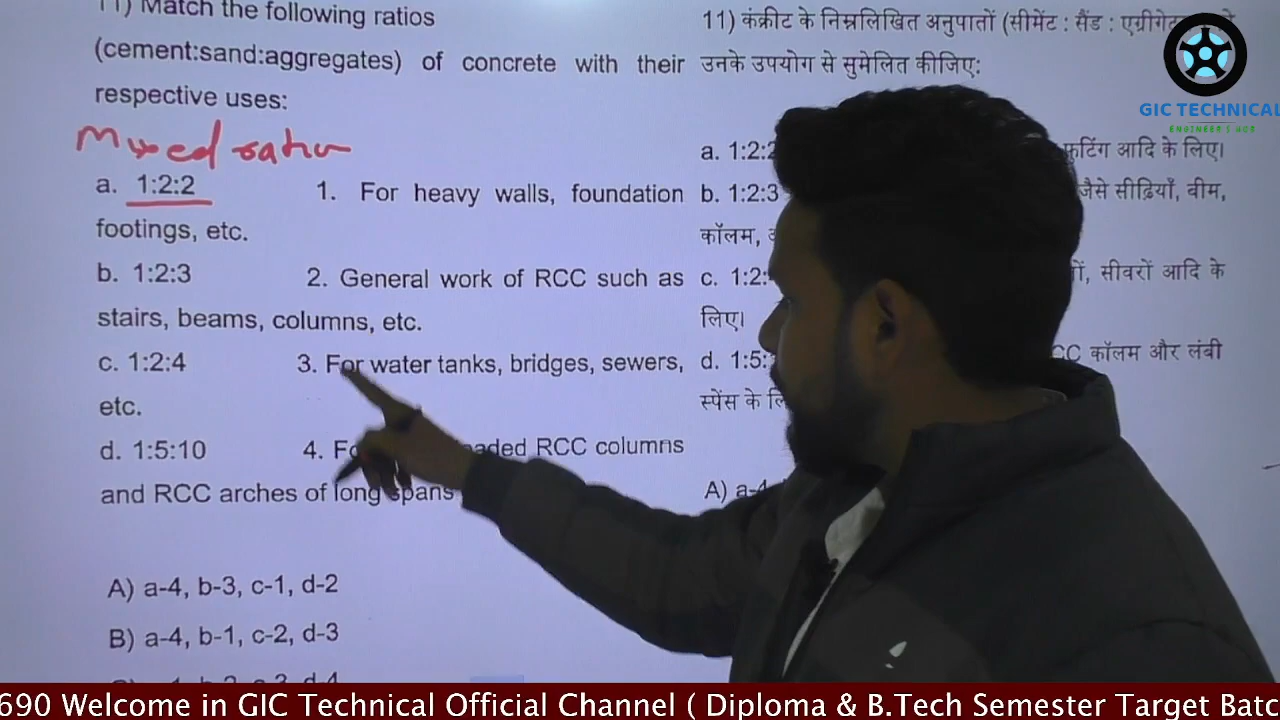 11) Match the following ratios
(cement:sand:aggregates) of concrete with their
respective uses:
Mixed ratio
a. 1:2:2 1. For heavy walls, foundation
footings, etc.
b. 1:2:3 2. General work of RCC such as
stairs, beams, columns, etc.
c. 1:2:4 3. For water tanks, bridges, sewers,
etc.
d. 1:5:10 4. RCC columns
and RCC arches of long spans
A) a-4, b-3, c-1, d-2
B) a-4, b-1, c-2, d-3
11) कंक्रीट के निम्नलिखित अनुपातों (सीमेंट : सैंड :
उनके उपयोग से सुमेलित कीजिए:
a. 1:2:2 फुटिंग आदि के लिए।
b. 1:2:3 जैसे सीढ़ियाँ, बीम,
कॉलम,
c. 1:2: सीवरों आदि के
लिए।
d. 1:5: कॉलम और लंबी
स्पेंस के
A) a-4
GIC TECHNICAL
ENGINEER'S HUB
690 Welcome in GIC Technical Official Channel ( Diploma & B.Tech Semester Target